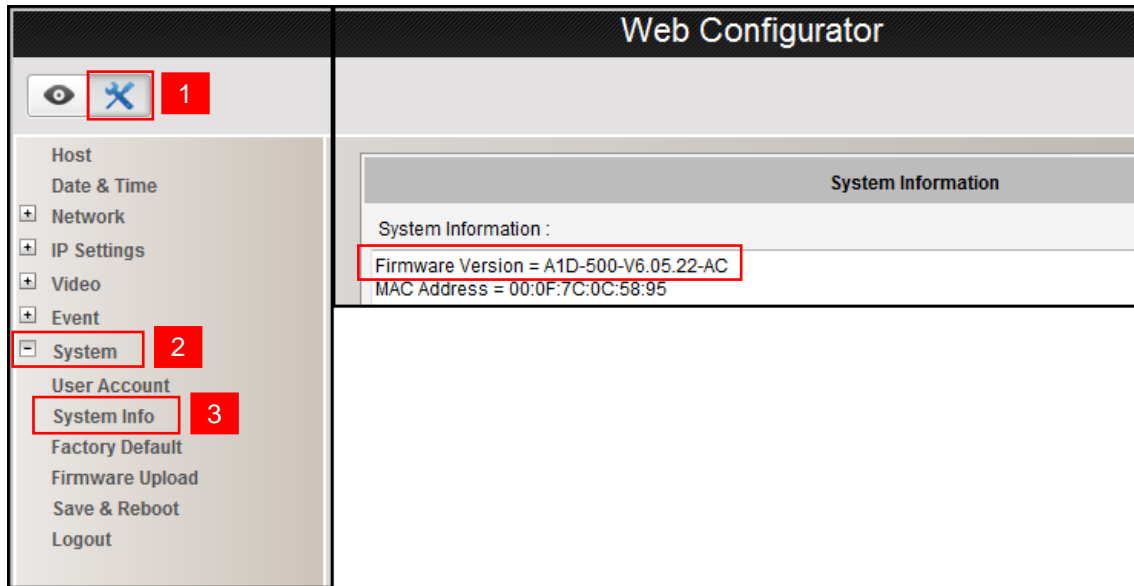 Web Configurator
1
Host
Date & Time
Network
IP Settings
Video
Event
System
2
User Account
System Info
3
Factory Default
Firmware Upload
Save & Reboot
Logout
System Information
System Information :
Firmware Version = A1D-500-V6.05.22-AC
MAC Address = 00:0F:7C:0C:58:95